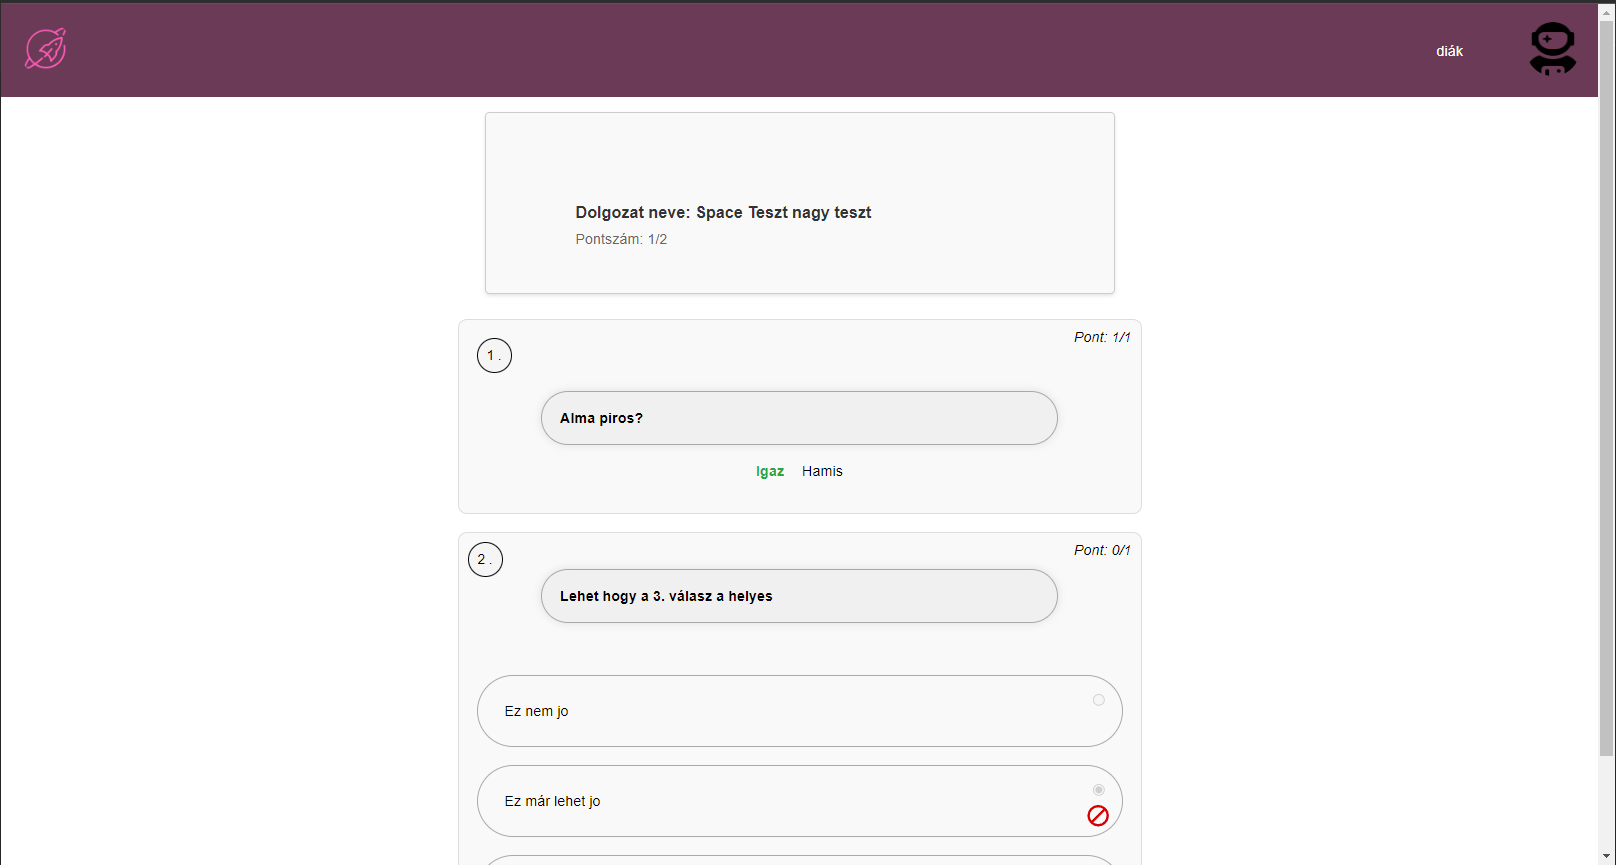 diák
Dolgozat neve: Space Teszt nagy teszt
Pontszám: 1/2
Pont: 1/1
1 .
Alma piros?
Igaz Hamis
Pont: 0/1
2 .
Lehet hogy a 3. válasz a helyes
Ez nem jo
Ez már lehet jo